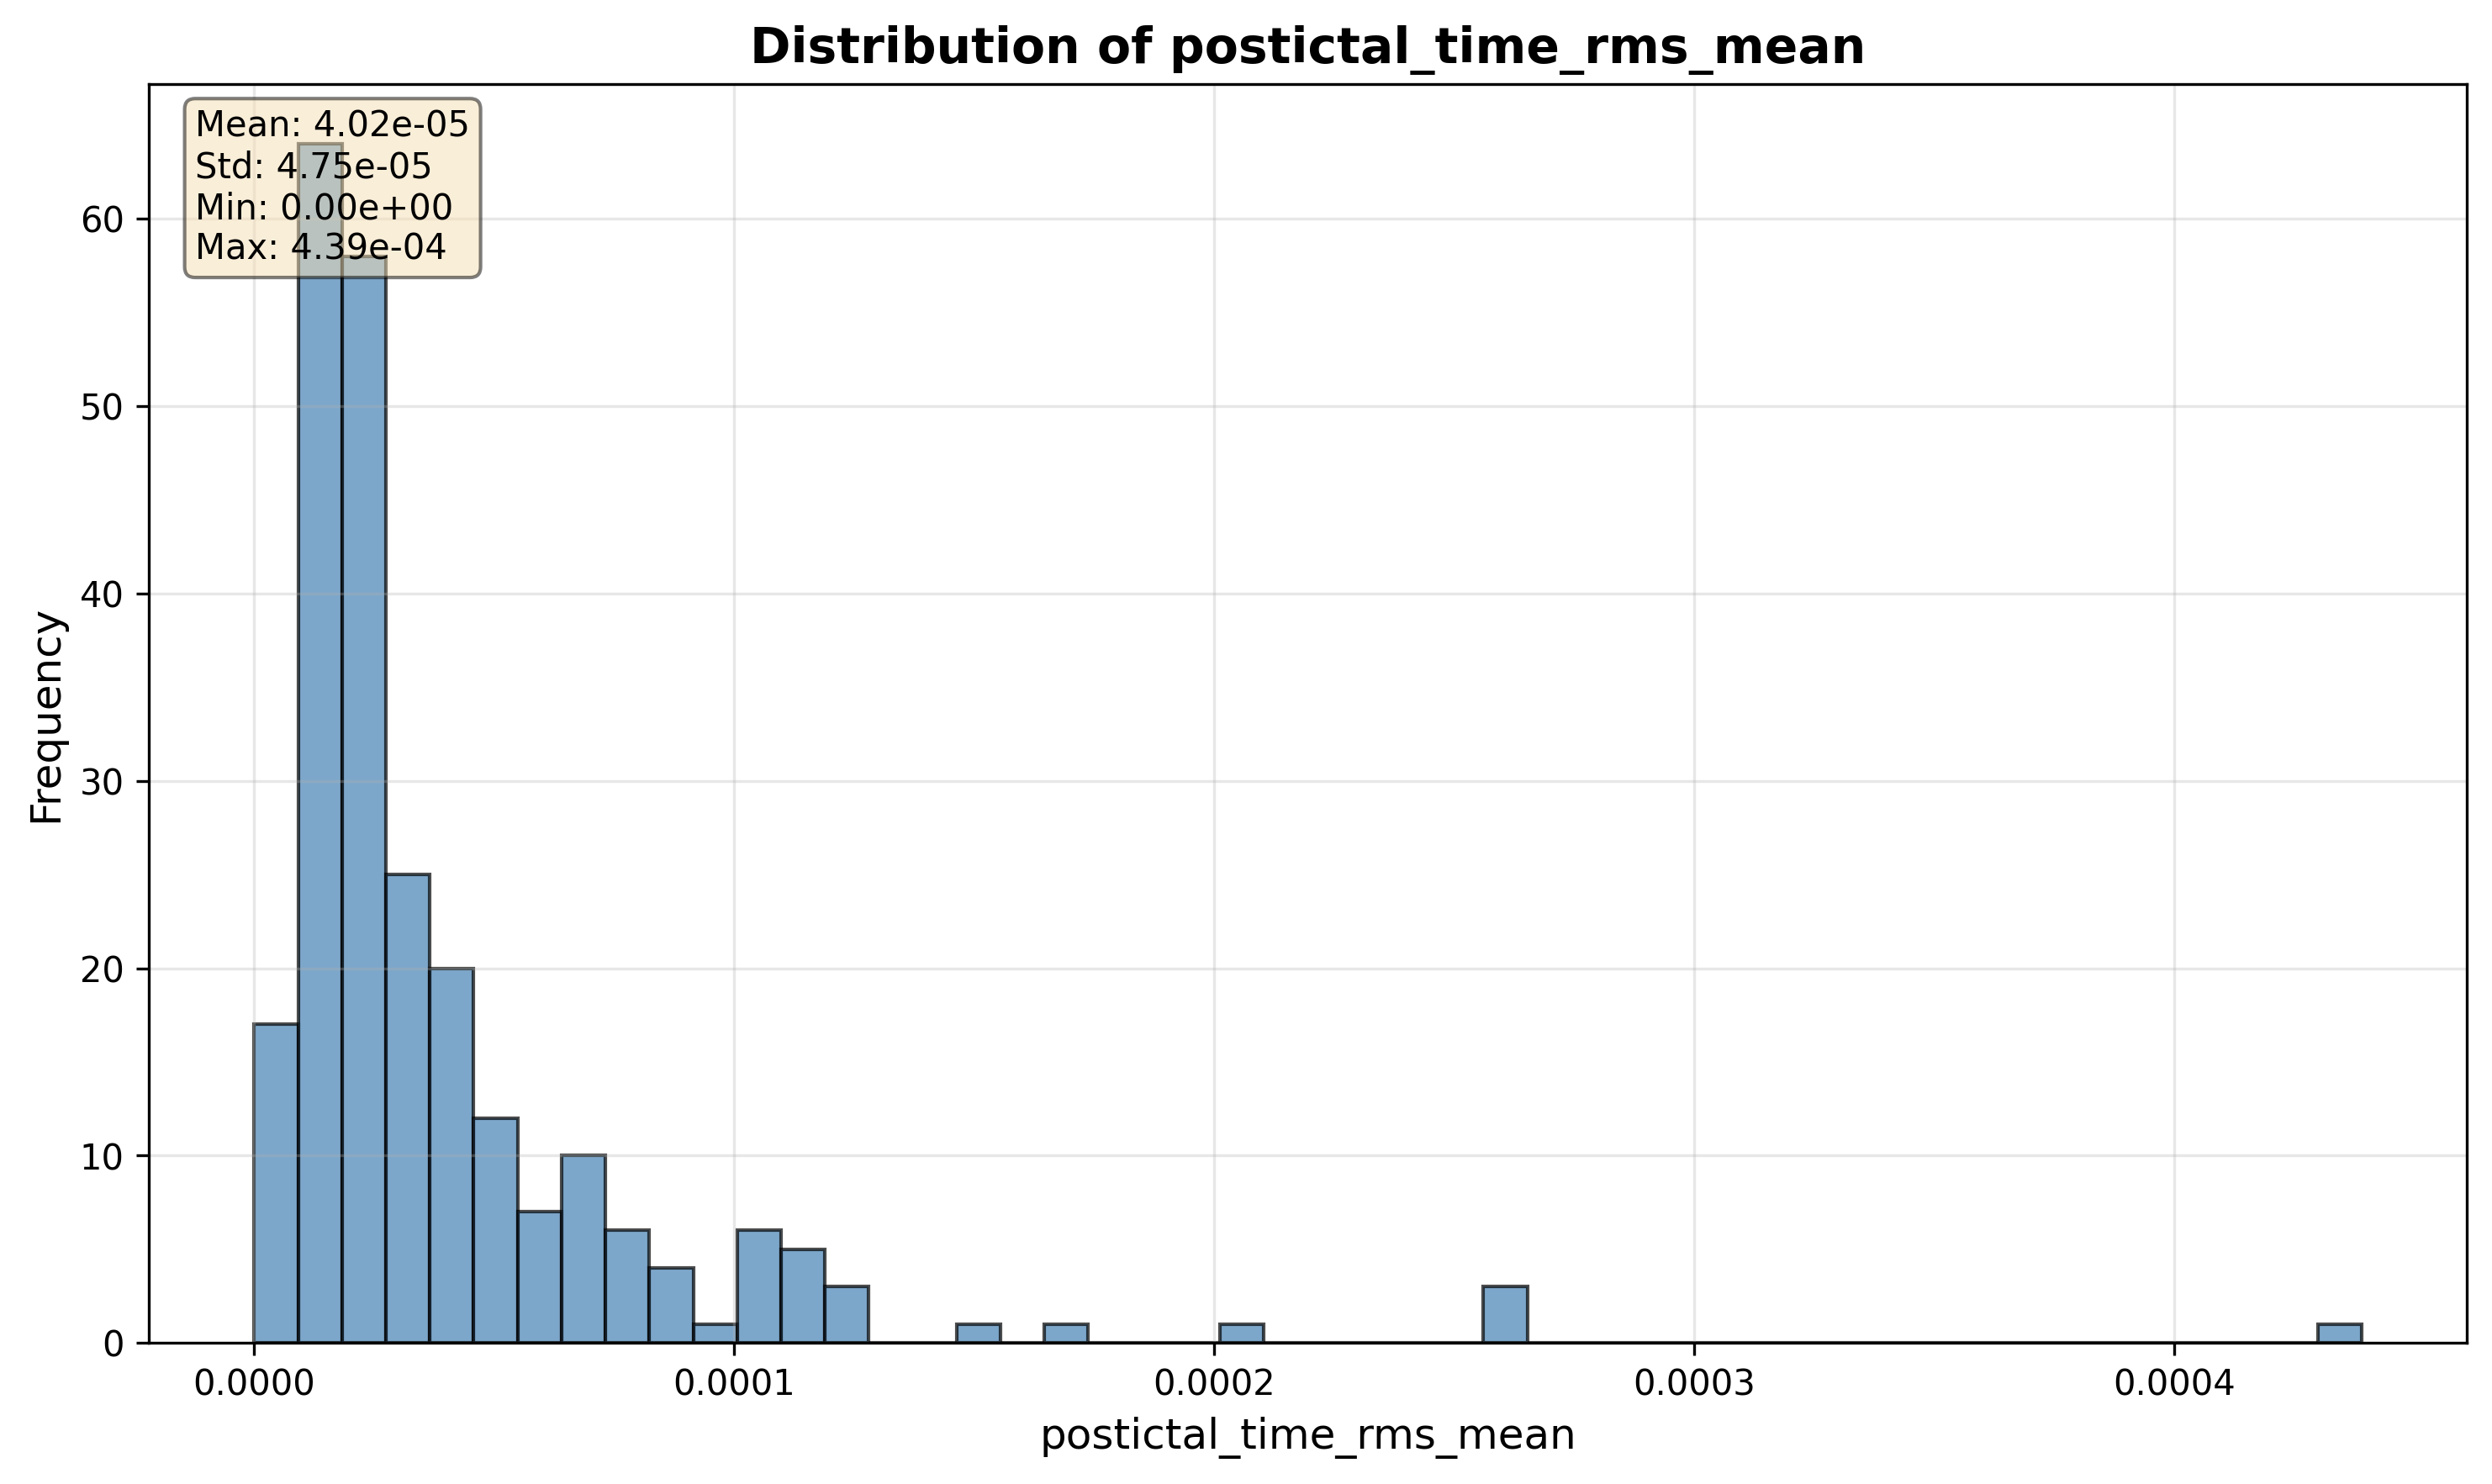 Distribution of postictal_time_rms_mean
Mean: 4.02e-05
Std: 4.75e-05
Min: 0.00e+00
Max: 4.39e-04
Frequency
60
50
40
30
20
10
0
0.0000 0.0001 0.0002 0.0003 0.0004
postictal_time_rms_mean